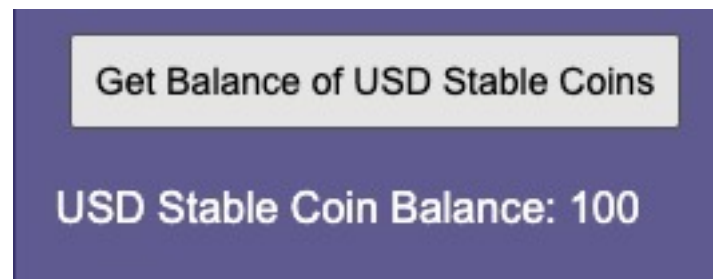 Get Balance of USD Stable Coins
USD Stable Coin Balance: 100